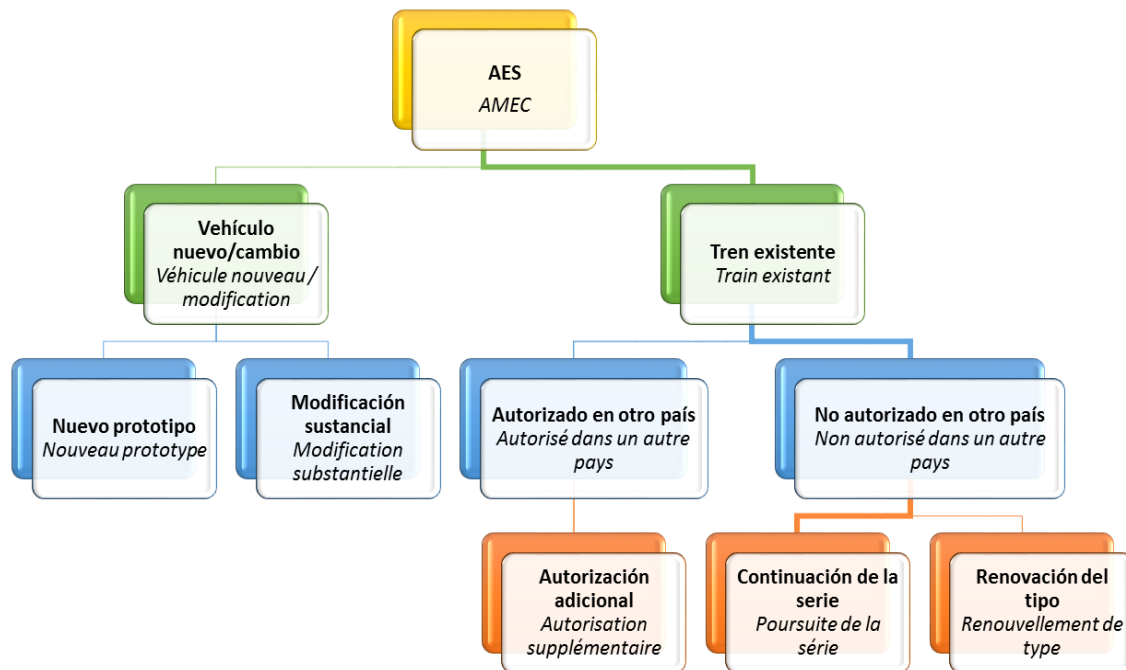 AES
AMEC
Vehículo
nuevo/cambio
Véhicule nouveau /
modification
Tren existente
Train existant
Nuevo prototipo
Nouveau prototype
Modificación
sustancial
Modification
substantielle
Autorizado en otro país
Autorisé dans un autre
pays
No autorizado en otro país
Non autorisé dans un autre
pays
Autorización
adicional
Autorisation
supplémentaire
Continuación de la
serie
Poursuite de la
série
Renovación del
tipo
Renouvellement de
type